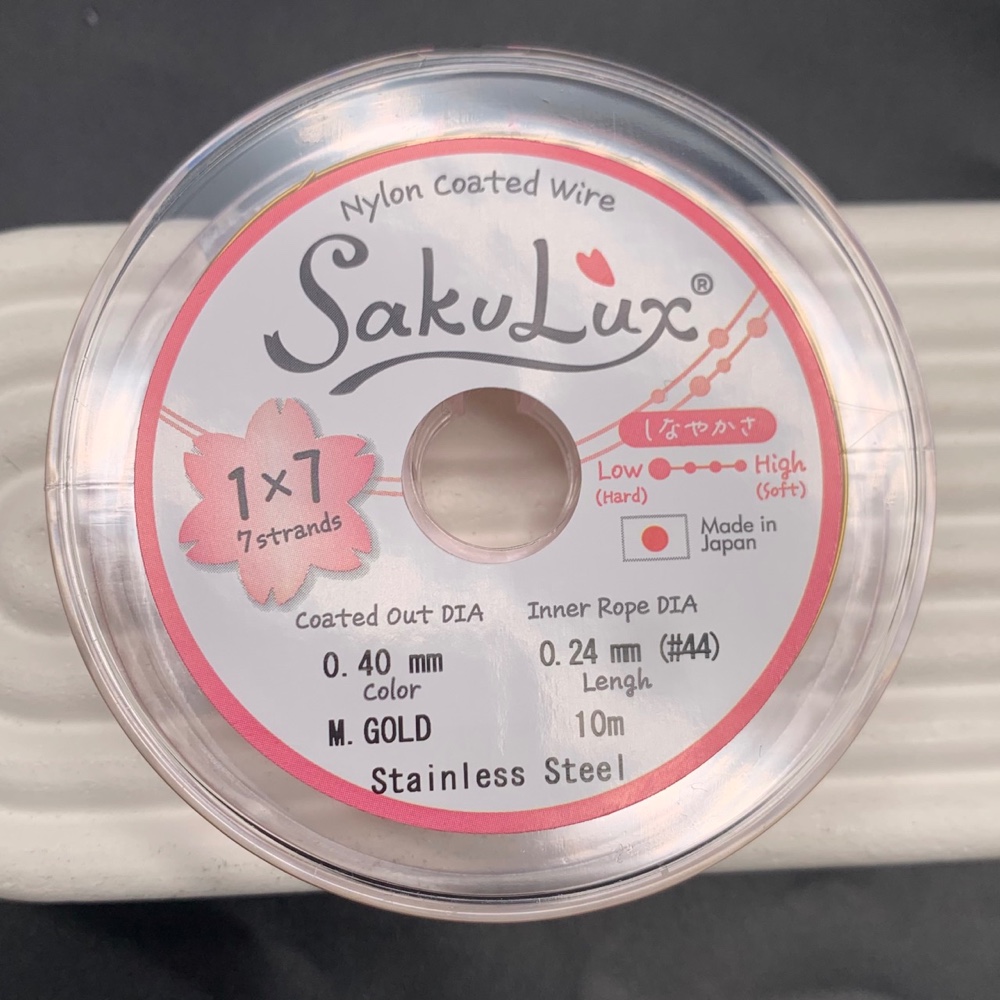 Nylon Coated Wire
SakuLux®
1×7
7strands
しなやかさ
Low High
(Hard) (Soft)
Made in
Japan
Coated Out DIA Inner Rope DIA
0.40 mm 0.24 mm (#44)
Color Lengh
M. GOLD 10m
Stainless Steel